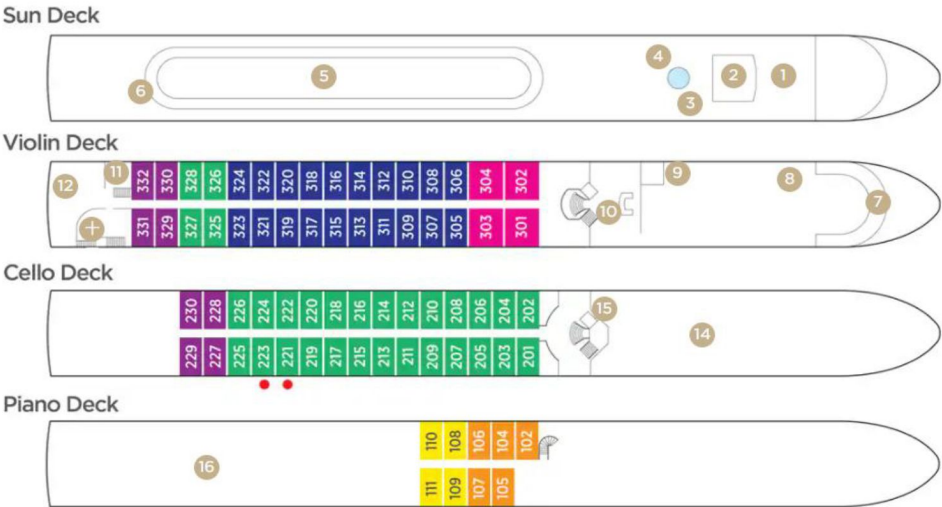 Sun Deck
4
5 2 1
6 3
Violin Deck
11 332 330 328 326 324 322 320 318 316 314 312 310 308 306 304 302 9 8
12 7
10
331 329 327 325 323 321 319 317 315 313 311 309 307 305 303 301
Cello Deck
230 228 226 224 222 220 218 216 214 212 210 208 206 204 202 15
14
229 227 225 223 221 219 217 215 213 211 209 207 205 203 201
Piano Deck
110 108 106 104 102
16
111 109 107 105